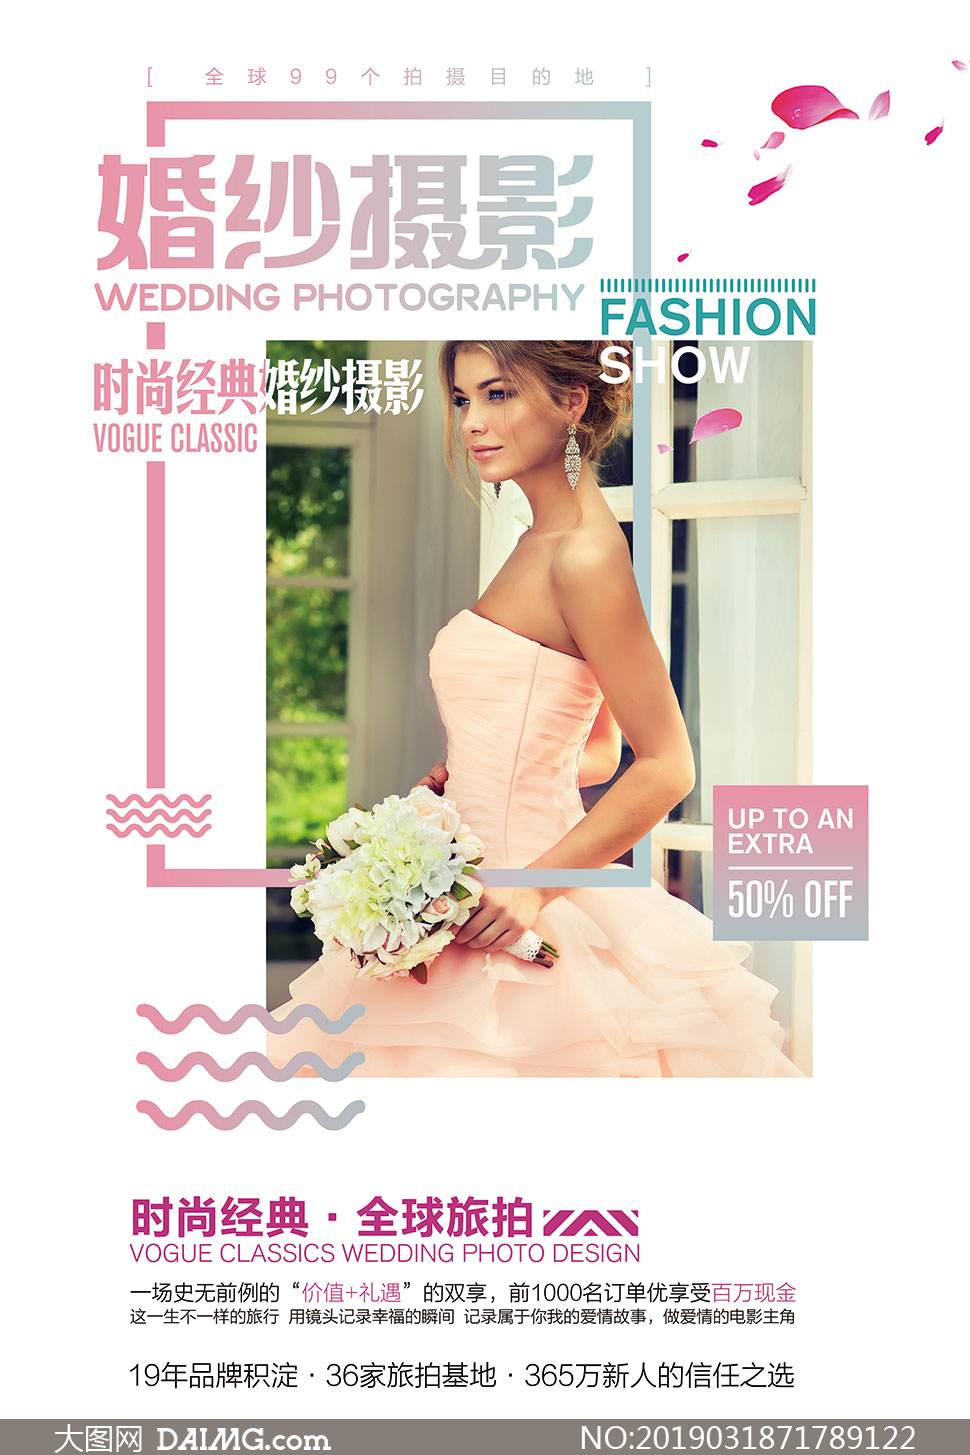 [ 全球99个拍摄目的地 ]
婚纱摄影
WEDDING PHOTOGRAPHY
FASHION
SHOW
时尚经典婚纱摄影
VOGUE CLASSIC
UP TO AN
EXTRA
50% OFF
时尚经典·全球旅拍
VOGUE CLASSICS WEDDING PHOTO DESIGN
一场史无前例的“价值+礼遇”的双享，前1000名订单优享受百万现金
这一生不一样的旅行 用镜头记录幸福的瞬间 记录属于你我的爱情故事，做爱情的电影主角
19年品牌积淀·36家旅拍基地·365万新人的信任之选
大图网 DAIMG.com
NO:20190318717891​22